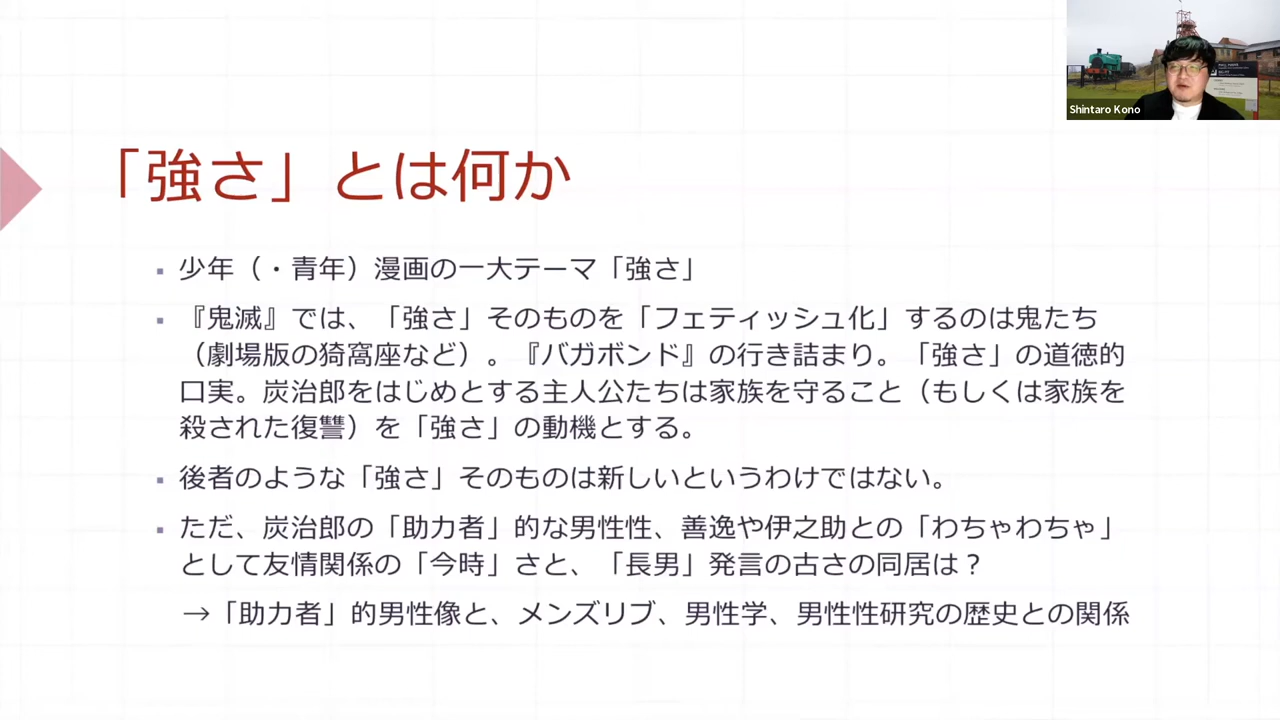 Shintaro Kono
「強さ」とは何か
▪ 少年（・青年）漫画の一大テーマ「強さ」
▪ 『鬼滅』では、「強さ」そのものを「フェティッシュ化」するのは鬼たち
（劇場版の猗窩座など）。『バガボンド』の行き詰まり。「強さ」の道徳的
口実。炭治郎をはじめとする主人公たちは家族を守ること（もしくは家族を
殺された復讐）を「強さ」の動機とする。
▪ 後者のような「強さ」そのものは新しいというわけではない。
▪ ただ、炭治郎の「助力者」的な男性性、善逸や伊之助との「わちゃわちゃ」
として友情関係の「今時」さと、「長男」発言の古さの同居は？
→「助力者」的男性像と、メンズリブ、男性学、男性性研究の歴史との関係